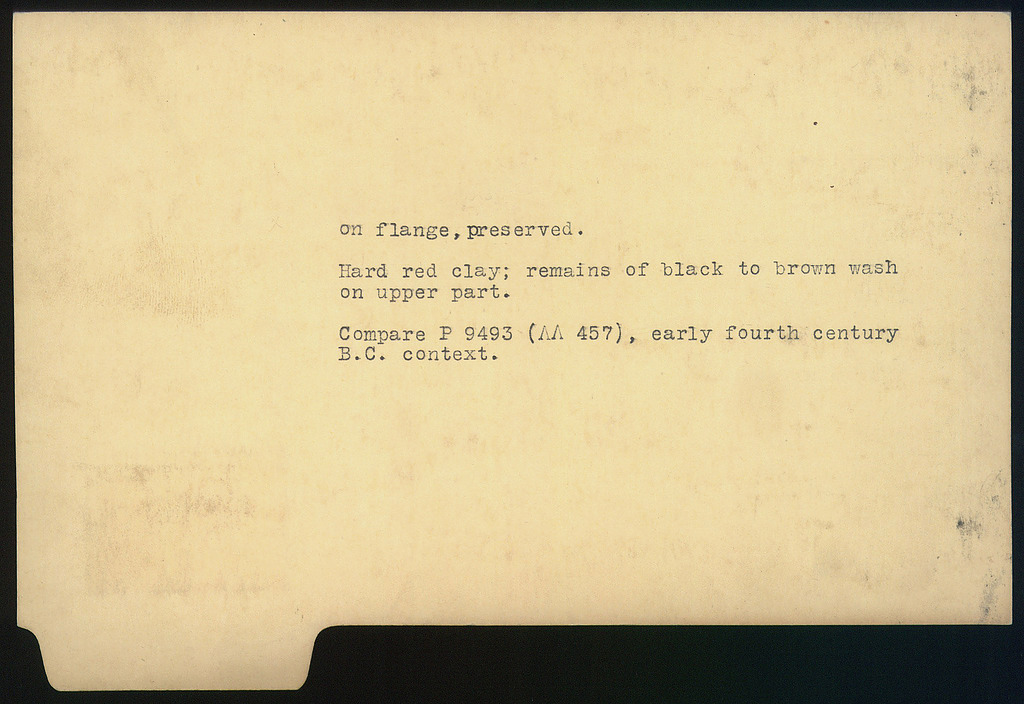 on flange,preserved.
Hard red clay; remains of black to brown wash
on upper part.
Compare P 9493 (ΛΛ 457), early fourth century
B.C. context.